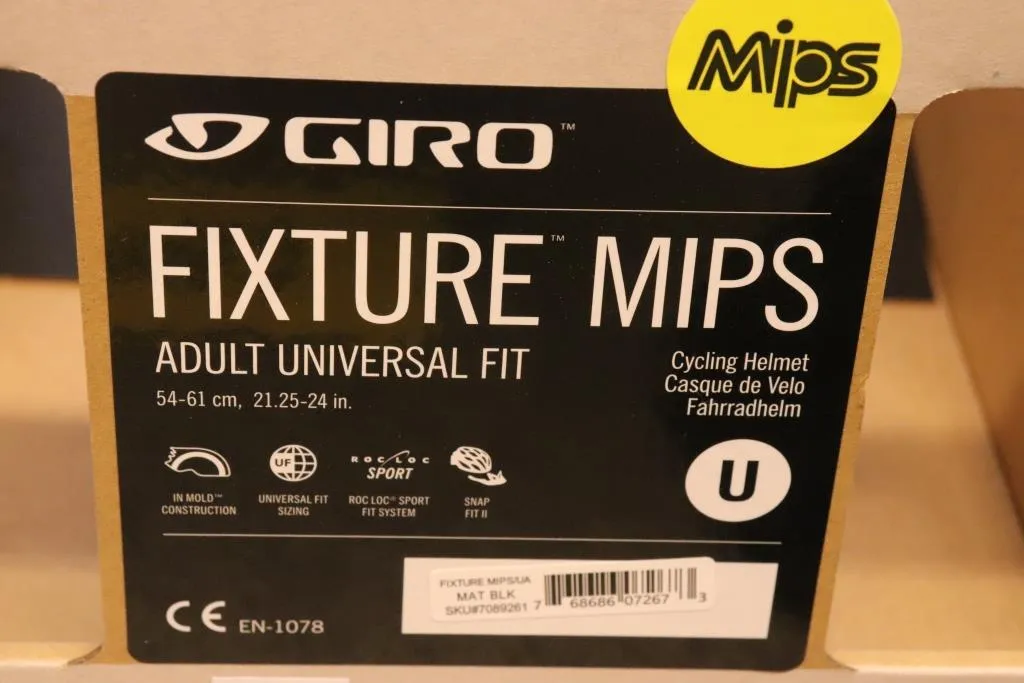 Mips
GIRO™
FIXTURE™ MIPS
ADULT UNIVERSAL FIT
54-61 cm, 21.25-24 in.
Cycling Helmet
Casque de Velo
Fahrradhelm
UF
ROC LOC
SPORT
IN MOLD™
CONSTRUCTION
UNIVERSAL FIT
SIZING
ROC LOC® SPORT
FIT SYSTEM
SNAP
FIT II
U
CE EN-1078
FIXTURE MIPS/UA
MAT BLK
SKU#7089261
7 68686 07267 3